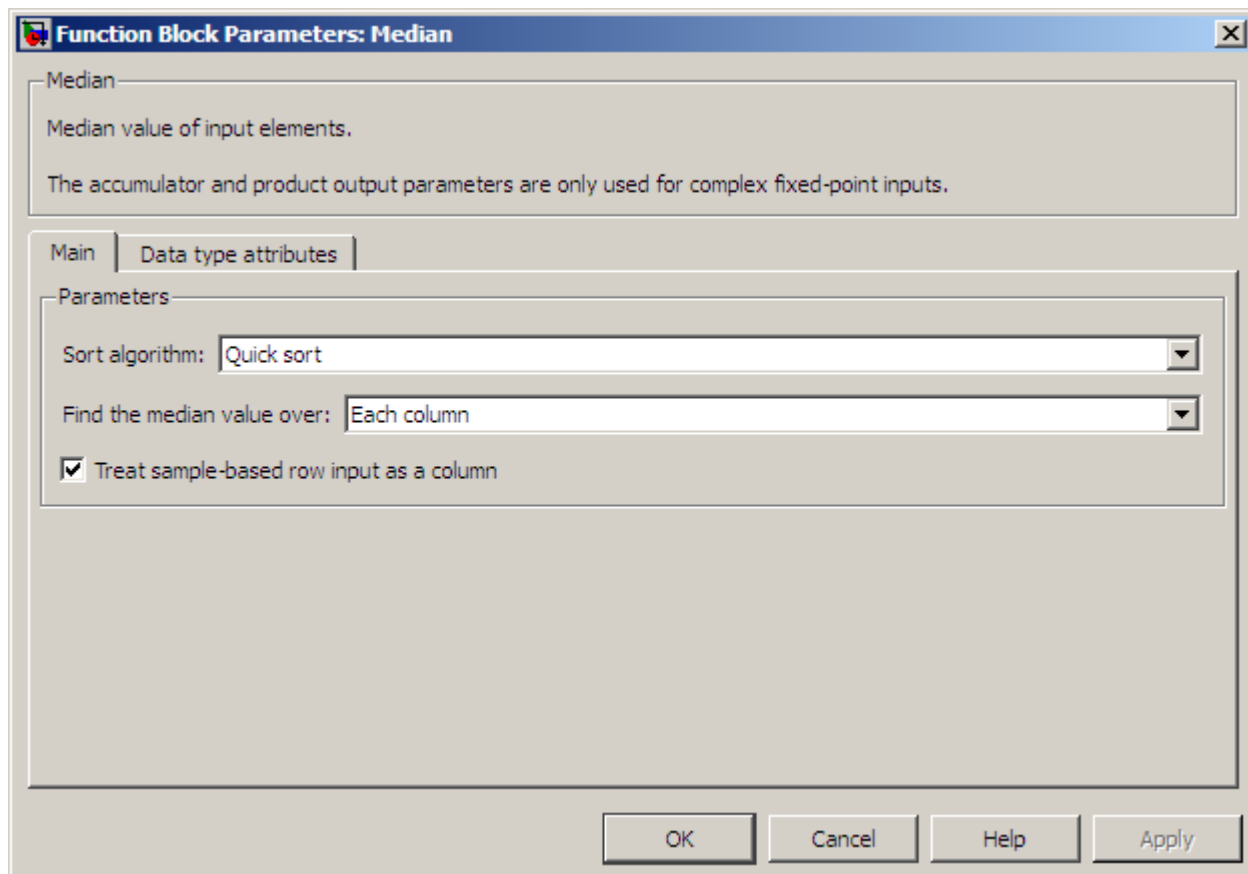 Function Block Parameters: Median
Median
Median value of input elements.
The accumulator and product output parameters are only used for complex fixed-point inputs.
Main Data type attributes
Parameters
Sort algorithm: Quick sort
Find the median value over: Each column
Treat sample-based row input as a column
OK Cancel Help Apply